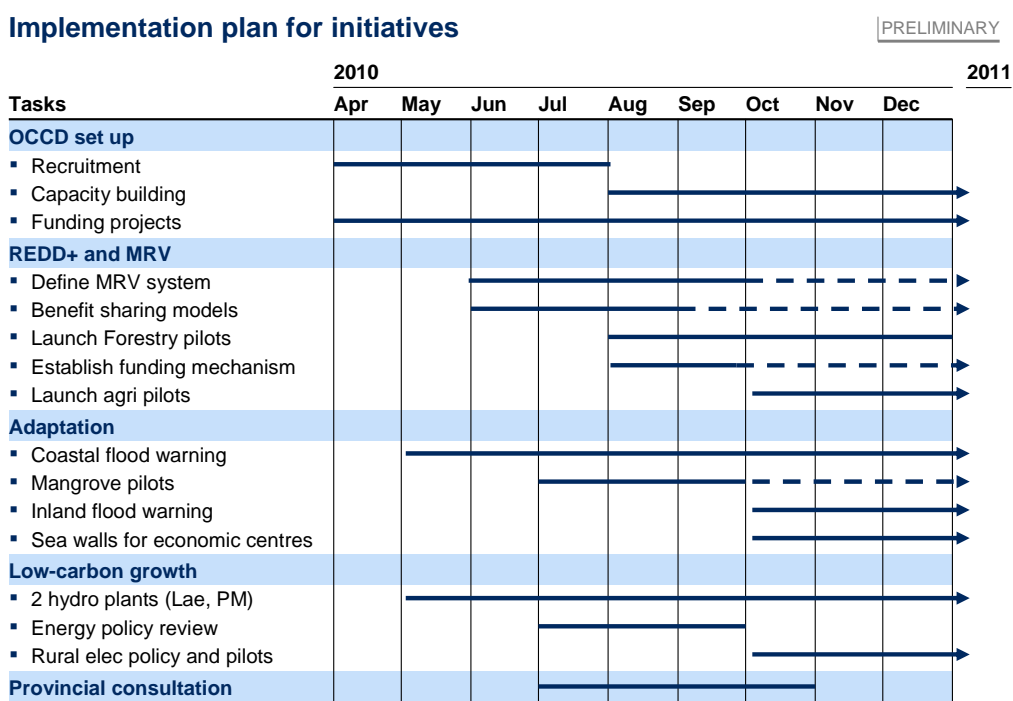 Implementation plan for initiatives
PRELIMINARY
2010 2011
Tasks Apr May Jun Jul Aug Sep Oct Nov Dec
OCCD set up
▪ Recruitment
▪ Capacity building
▪ Funding projects
REDD+ and MRV
▪ Define MRV system
▪ Benefit sharing models
▪ Launch Forestry pilots
▪ Establish funding mechanism
▪ Launch agri pilots
Adaptation
▪ Coastal flood warning
▪ Mangrove pilots
▪ Inland flood warning
▪ Sea walls for economic centres
Low-carbon growth
▪ 2 hydro plants (Lae, PM)
▪ Energy policy review
▪ Rural elec policy and pilots
Provincial consultation